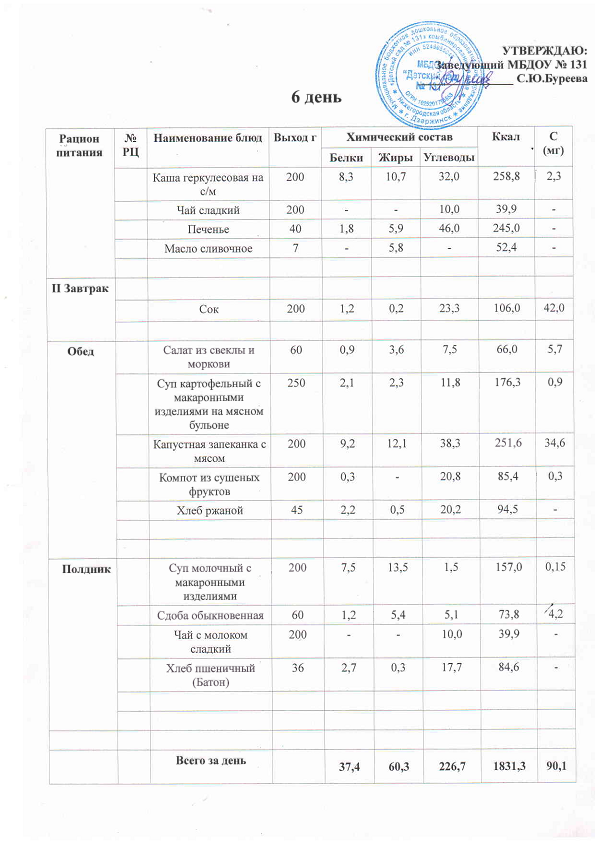 УТВЕРЖДАЮ:
Заведующий МБДОУ № 131
С.Ю.Буреева
МБДОУ
"Детский
№ 131
6 день
Рацион питания № РЦ Наименование блюд Выход г Химический состав Ккал С (мг)
Белки Жиры Углеводы
Каша геркулесовая на с/м 200 8,3 10,7 32,0 258,8 2,3
Чай сладкий 200 - - 10,0 39,9 -
Печенье 40 1,8 5,9 46,0 245,0 -
Масло сливочное 7 - 5,8 - 52,4 -
II Завтрак
Сок 200 1,2 0,2 23,3 106,0 42,0
Обед Салат из свеклы и моркови 60 0,9 3,6 7,5 66,0 5,7
Суп картофельный с макаронными изделиями на мясном бульоне 250 2,1 2,3 11,8 176,3 0,9
Капустная запеканка с мясом 200 9,2 12,1 38,3 251,6 34,6
Компот из сушеных фруктов 200 0,3 - 20,8 85,4 0,3
Хлеб ржаной 45 2,2 0,5 20,2 94,5 -
Полдник Суп молочный с макаронными изделиями 200 7,5 13,5 1,5 157,0 0,15
Сдоба обыкновенная 60 1,2 5,4 5,1 73,8 4,2
Чай с молоком сладкий 200 - - 10,0 39,9 -
Хлеб пшеничный (Батон) 36 2,7 0,3 17,7 84,6 -
Всего за день 37,4 60,3 226,7 1831,3 90,1